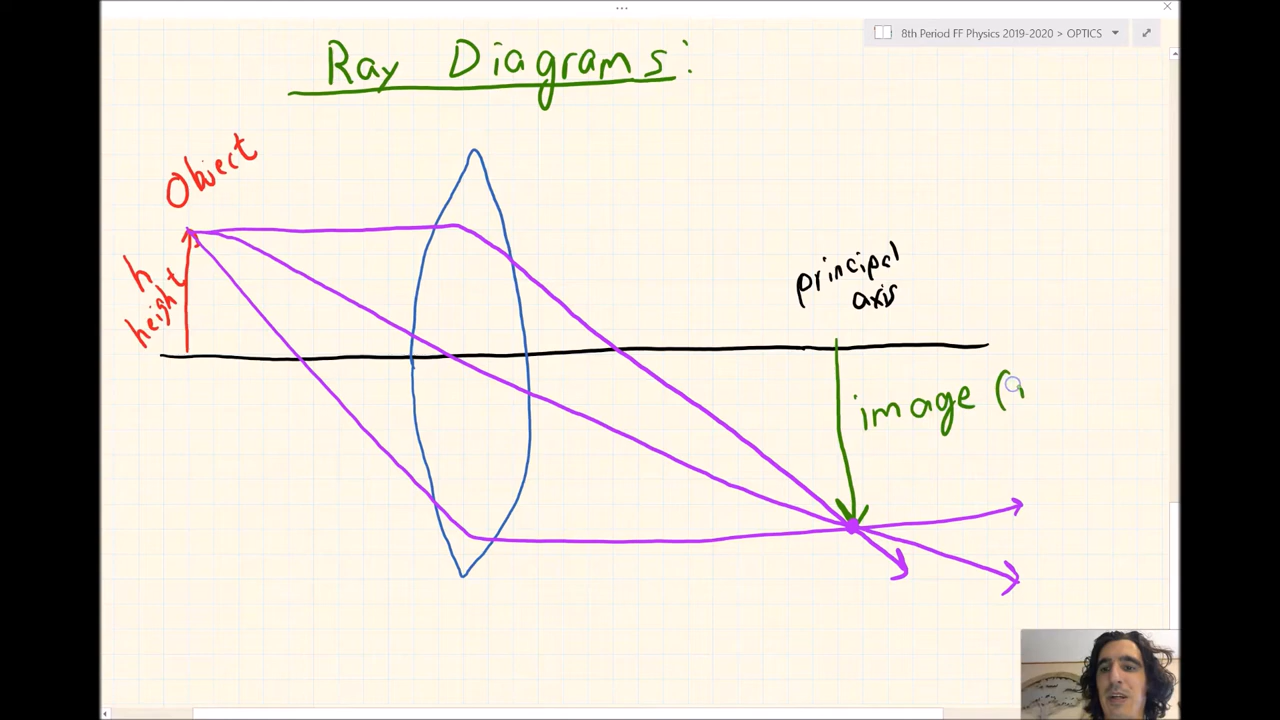 8th Period FF Physics 2019-2020 > OPTICS
Ray Diagrams:
Object
h
height
principal
axis
image (